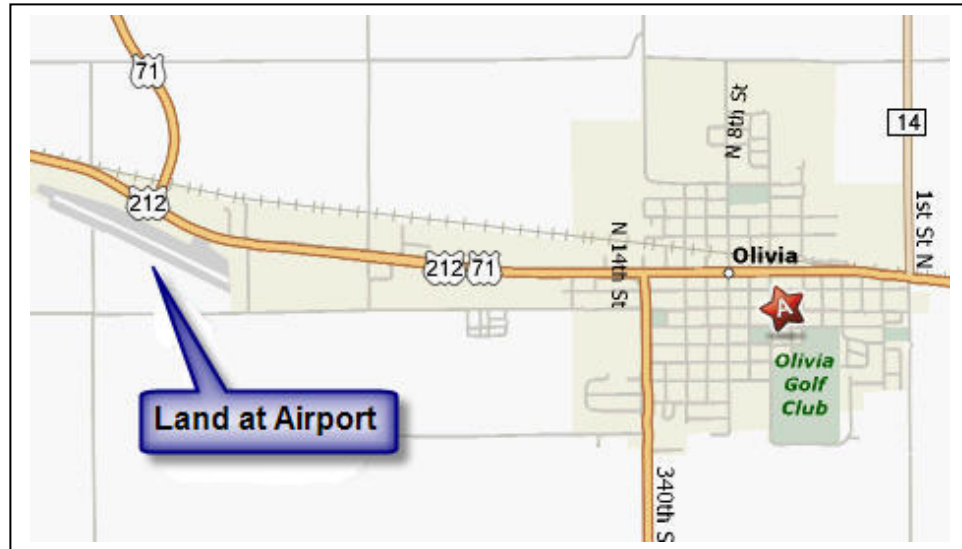 71
14
N 8th St
212
1st St N
N 14th St
Olivia
212
71
A
Olivia
Golf
Club
Land at Airport
340th S